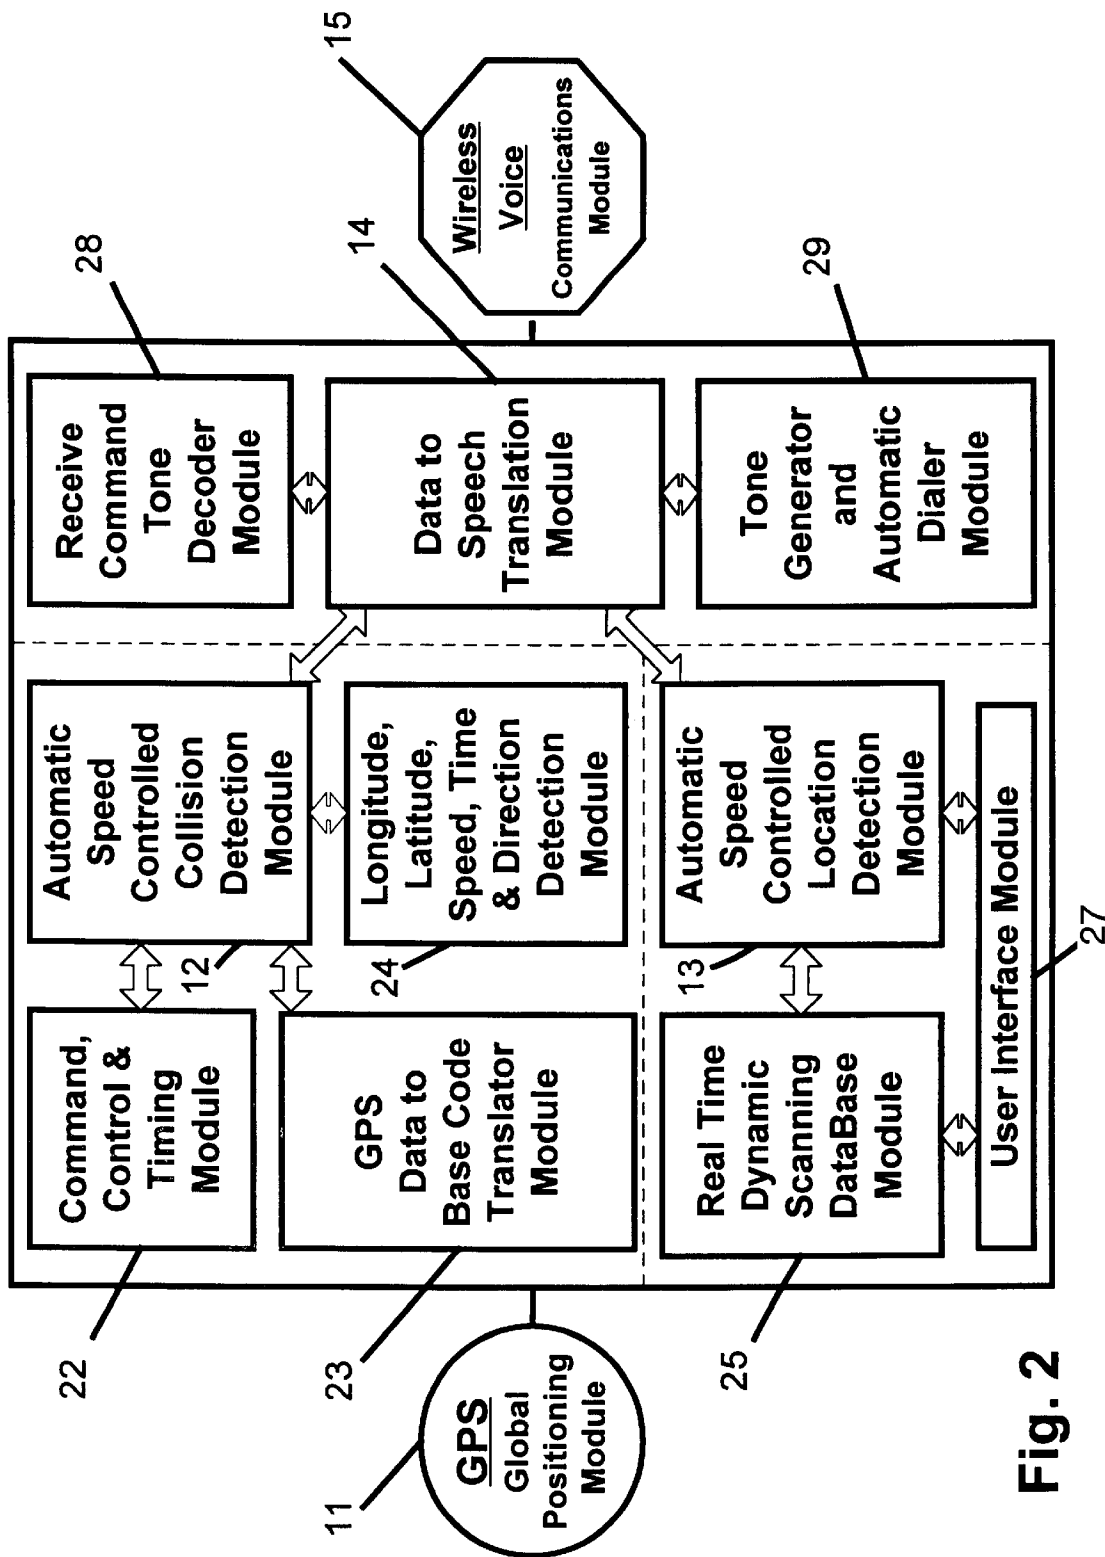 22
Command,
Control &
Timing
Module
12
Automatic
Speed
Controlled
Collision
Detection
Module
28
Receive
Command
Tone
Decoder
Module
15
Wireless
Voice
Communications
Module
11
GPS
Global
Positioning
Module
23
GPS
Data to
Base Code
Translator
Module
24
Longitude,
Latitude,
Speed, Time
& Direction
Detection
Module
14
Data to
Speech
Translation
Module
25
Real Time
Dynamic
Scanning
DataBase
Module
13
Automatic
Speed
Controlled
Location
Detection
Module
29
Tone
Generator
and
Automatic
Dialer
Module
User Interface Module
27
Fig. 2